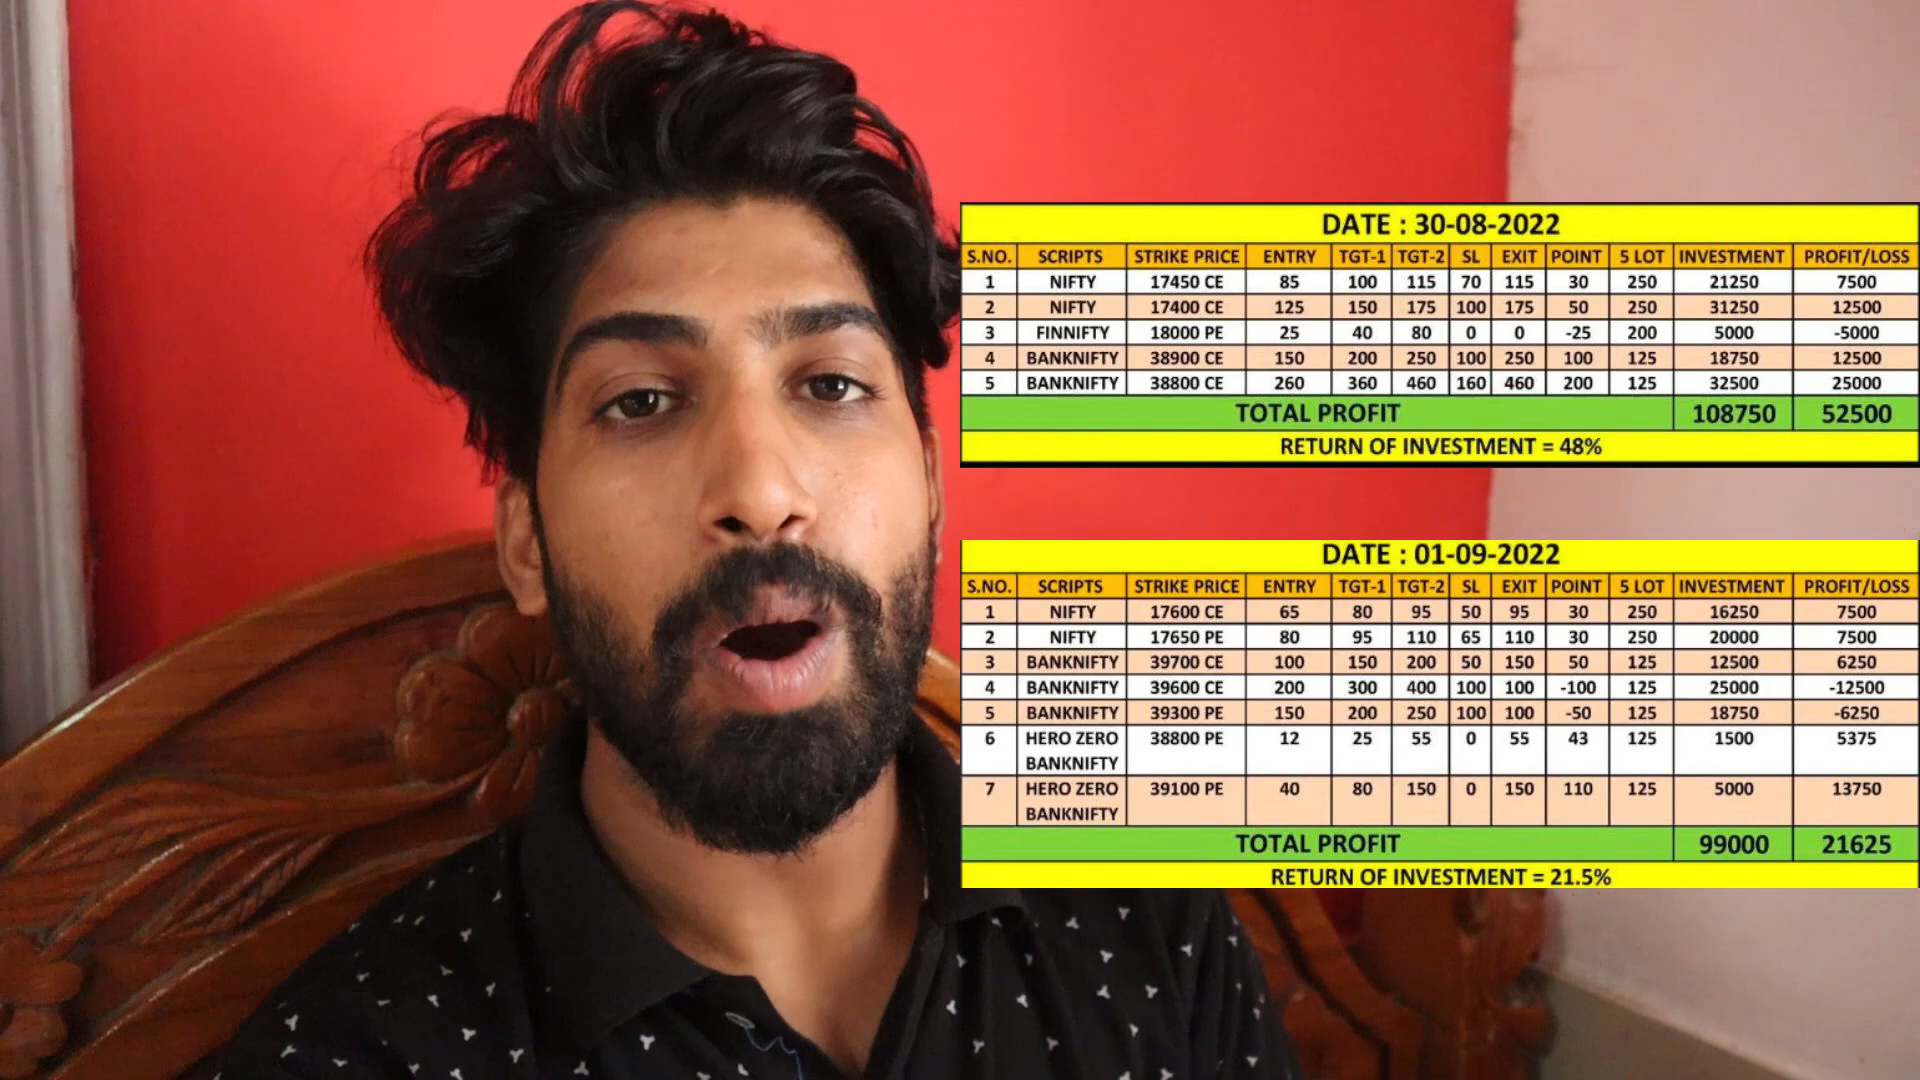 DATE : 30-08-2022
S.NO. SCRIPTS STRIKE PRICE ENTRY TGT-1 TGT-2 SL EXIT POINT 5 LOT INVESTMENT PROFIT/LOSS
1 NIFTY 17450 CE 85 100 115 70 115 30 250 21250 7500
2 NIFTY 17400 CE 125 150 175 100 175 50 250 31250 12500
3 FINNIFTY 18000 PE 25 40 80 0 0 -25 200 5000 -5000
4 BANKNIFTY 38900 CE 150 200 250 100 250 100 125 18750 12500
5 BANKNIFTY 38800 CE 260 360 460 160 460 200 125 32500 25000
TOTAL PROFIT 108750 52500
RETURN OF INVESTMENT = 48%
DATE : 01-09-2022
S.NO. SCRIPTS STRIKE PRICE ENTRY TGT-1 TGT-2 SL EXIT POINT 5 LOT INVESTMENT PROFIT/LOSS
1 NIFTY 17600 CE 65 80 95 50 95 30 250 16250 7500
2 NIFTY 17650 PE 80 95 110 65 110 30 250 20000 7500
3 BANKNIFTY 39700 CE 100 150 200 50 150 50 125 12500 6250
4 BANKNIFTY 39600 CE 200 300 400 100 100 -100 125 25000 -12500
5 BANKNIFTY 39300 PE 150 200 250 100 100 -50 125 18750 -6250
6 HERO ZERO 38800 PE 12 25 55 0 55 43 125 1500 5375
BANKNIFTY
7 HERO ZERO 39100 PE 40 80 150 0 150 110 125 5000 13750
BANKNIFTY
TOTAL PROFIT 99000 21625
RETURN OF INVESTMENT = 21.5%